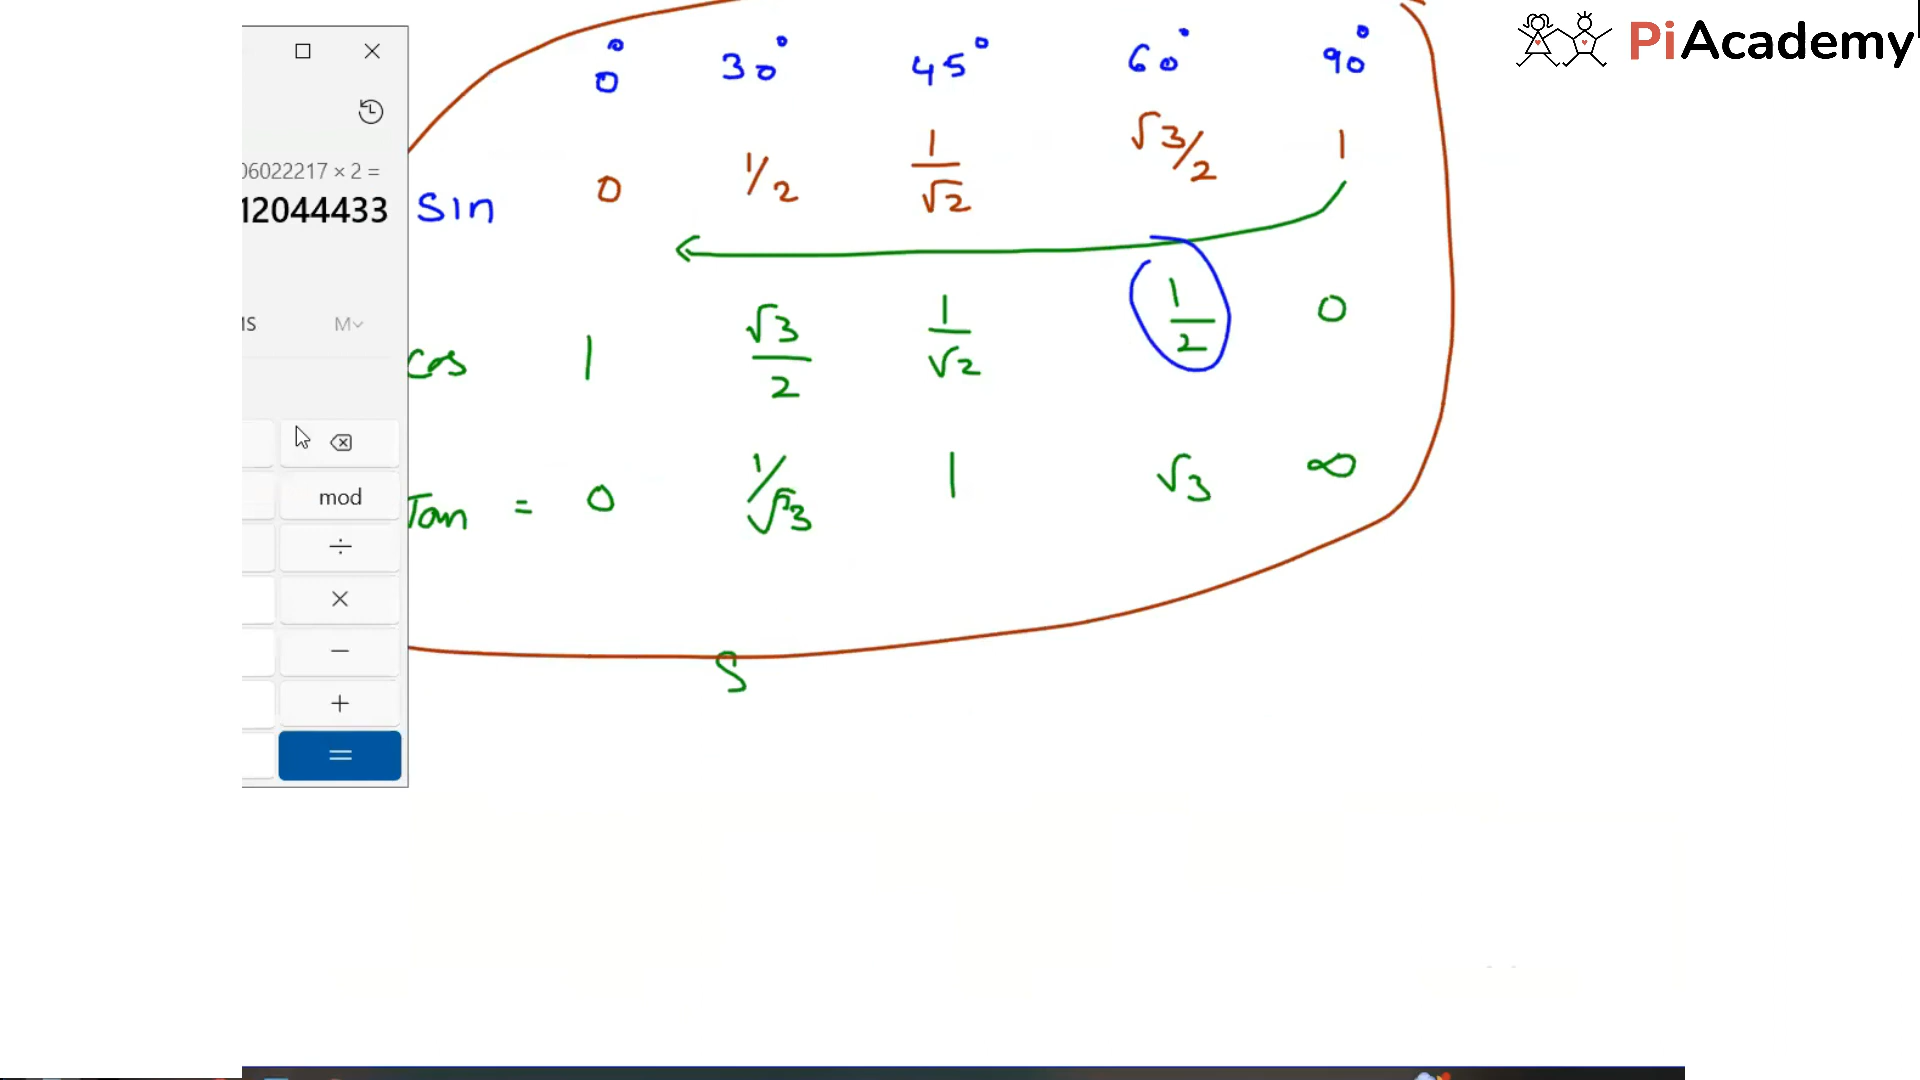 PiAcademy
0° 30° 45° 60° 90°
06022217 × 2 =
12044433
Sin 0 1/2 1/√2 √3/2 1
Cos 1 √3/2 1/√2 1/2 0
M
mod
Tan = 0 1/√3 1 √3 ∞
÷
×
−
S
+
=